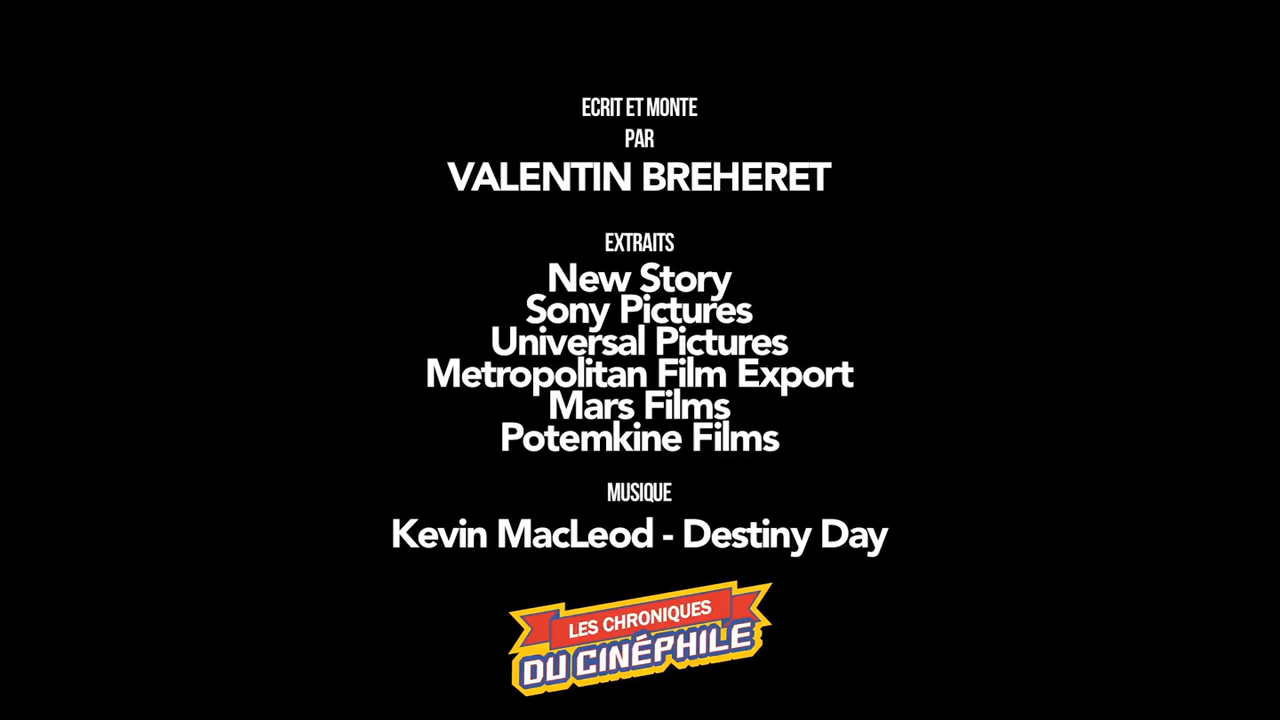 ECRIT ET MONTE
PAR
VALENTIN BREHERET
EXTRAITS
New Story
Sony Pictures
Universal Pictures
Metropolitan Film Export
Mars Films
Potemkine Films
MUSIQUE
Kevin MacLeod - Destiny Day
LES CHRONIQUES
DU CINÉPHILE